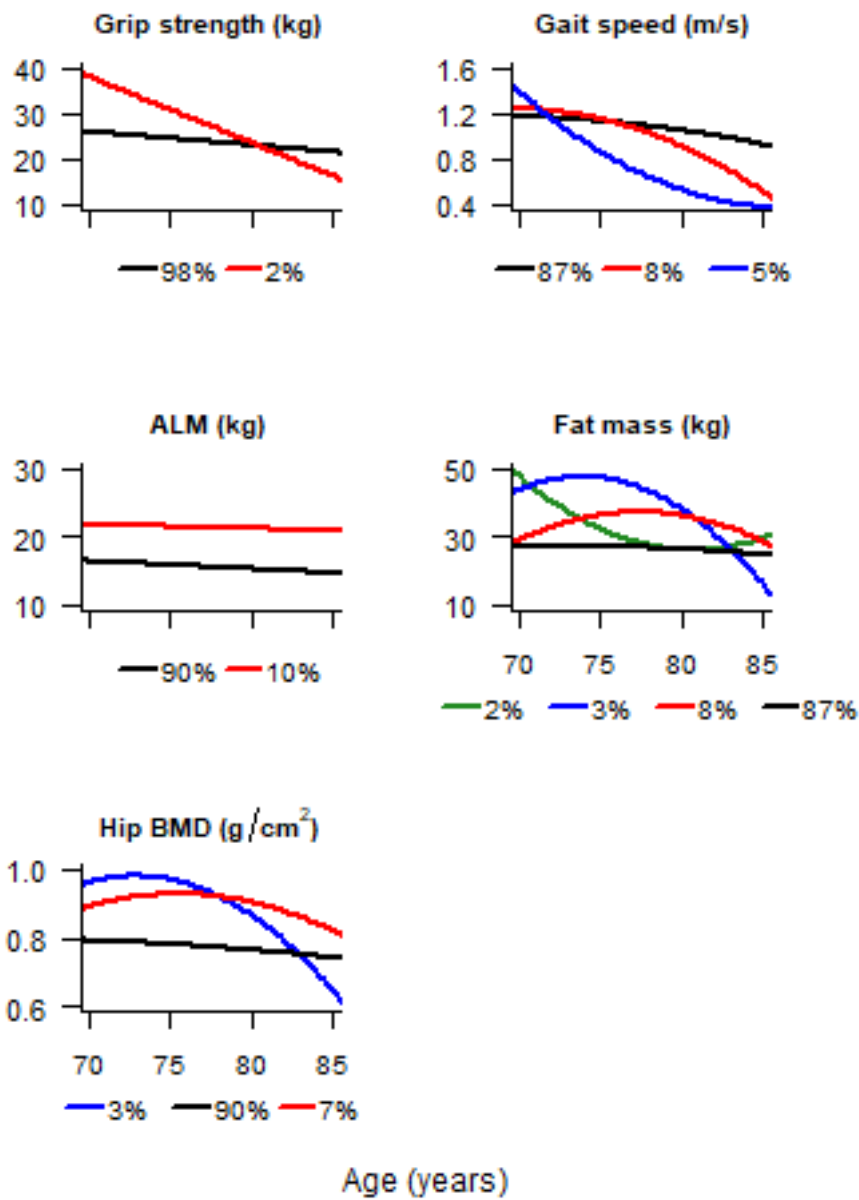 Grip strength (kg)
40
30
20
10
98% 2%
Gait speed (m/s)
1.6
1.2
0.8
0.4
87% 8% 5%
ALM (kg)
30
20
10
90% 10%
Fat mass (kg)
50
30
10
70 75 80 85
2% 3% 8% 87%
Hip BMD (g/cm²)
1.0
0.8
0.6
70 75 80 85
3% 90% 7%
Age (years)